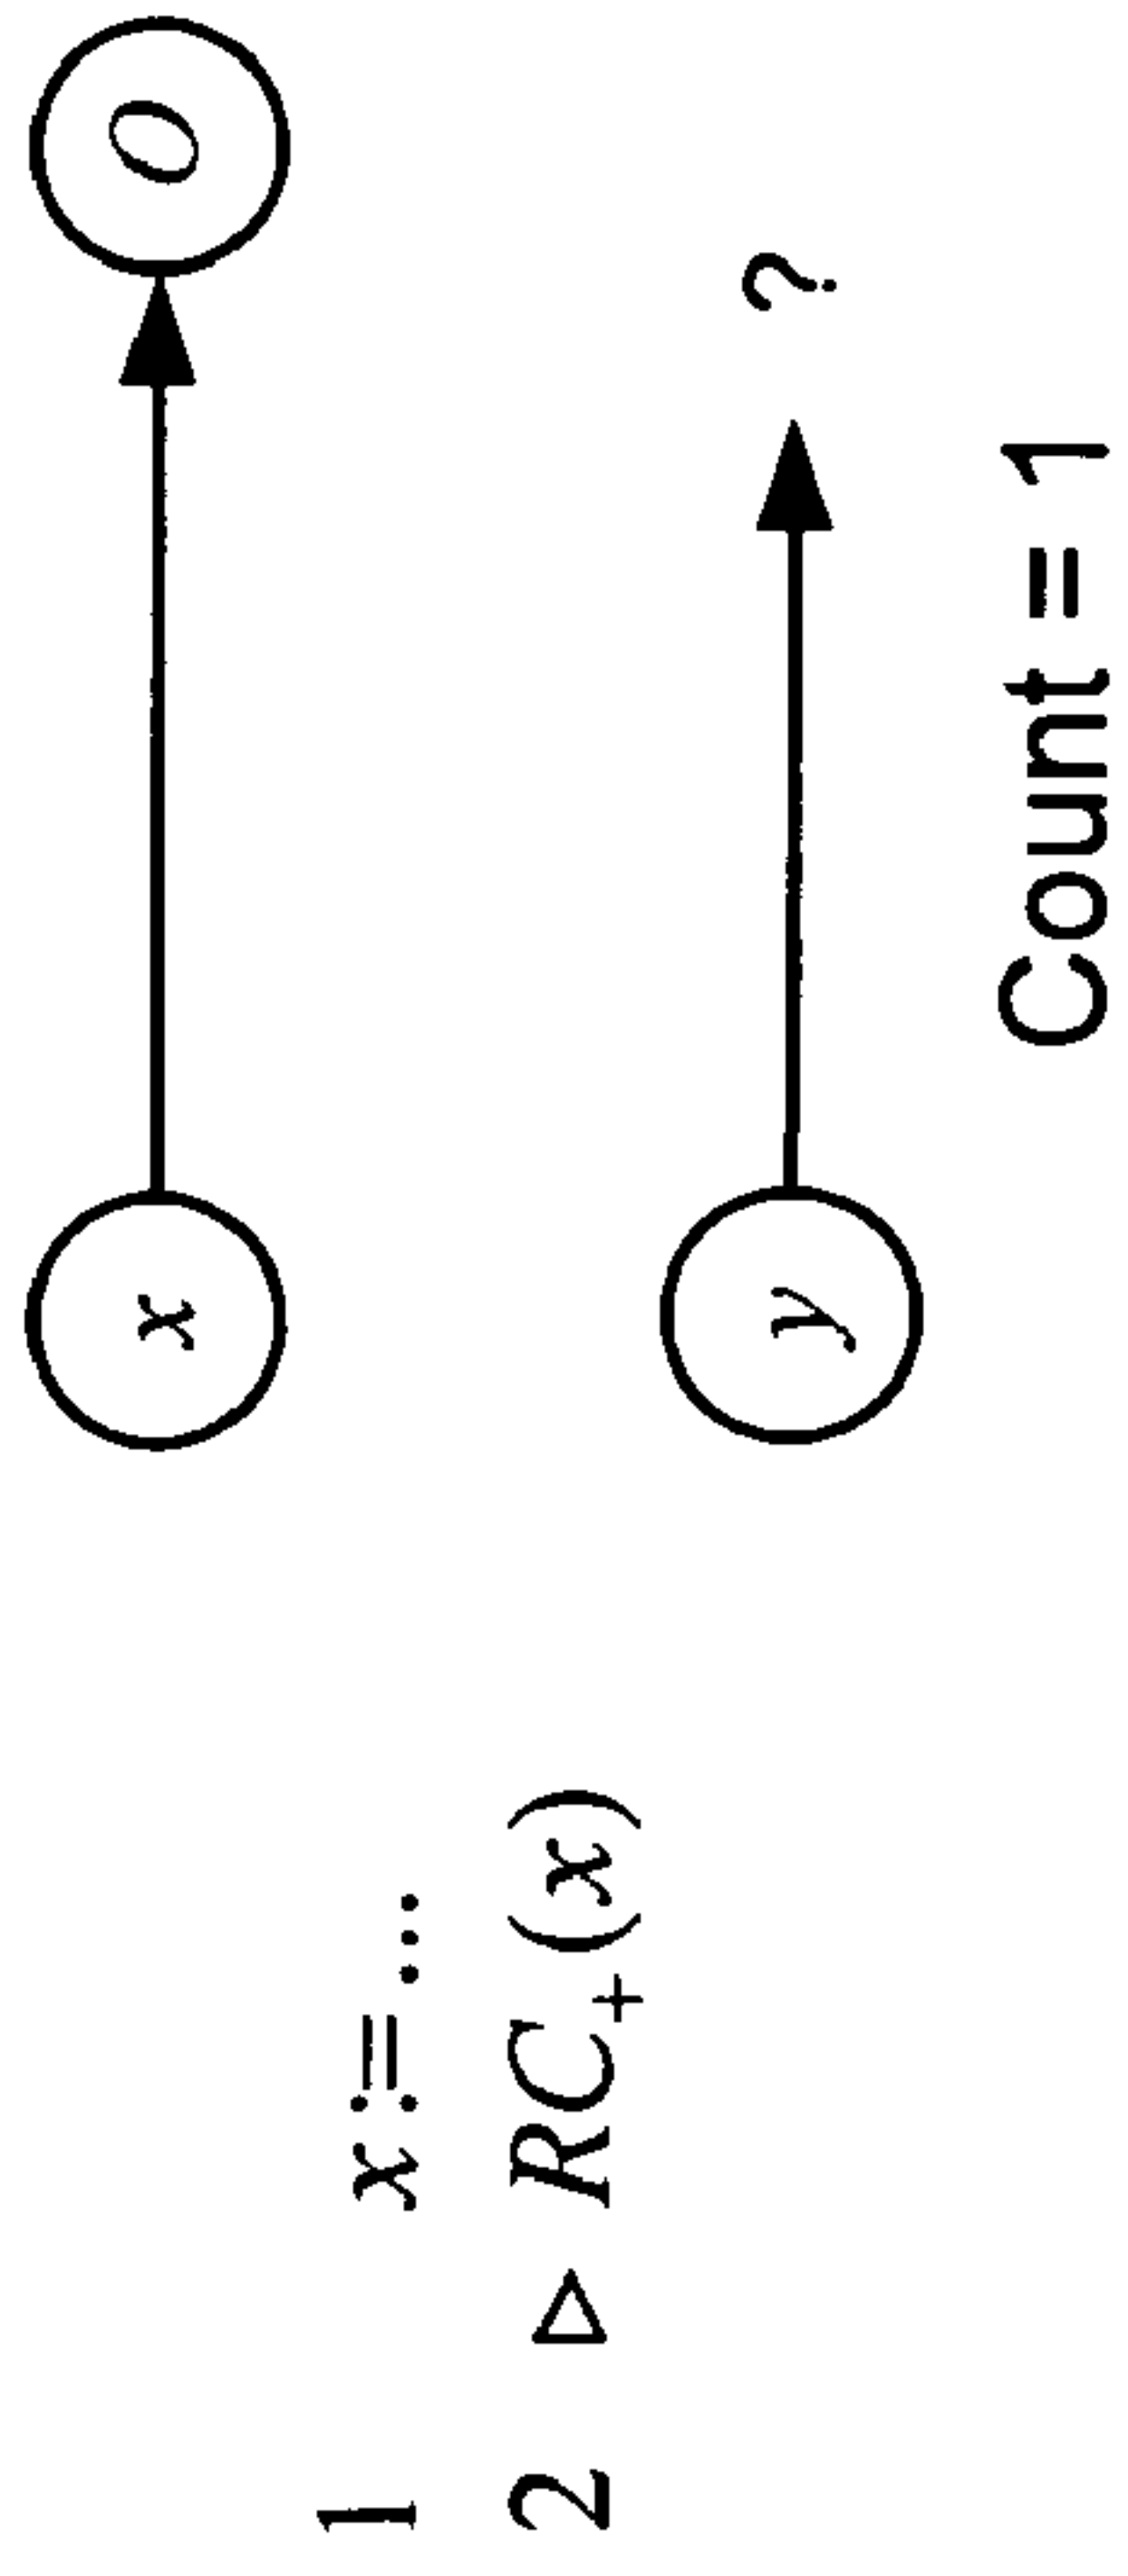 1 x := ...
2 ▷ RC₊(x)
x
O
y
?
Count = 1